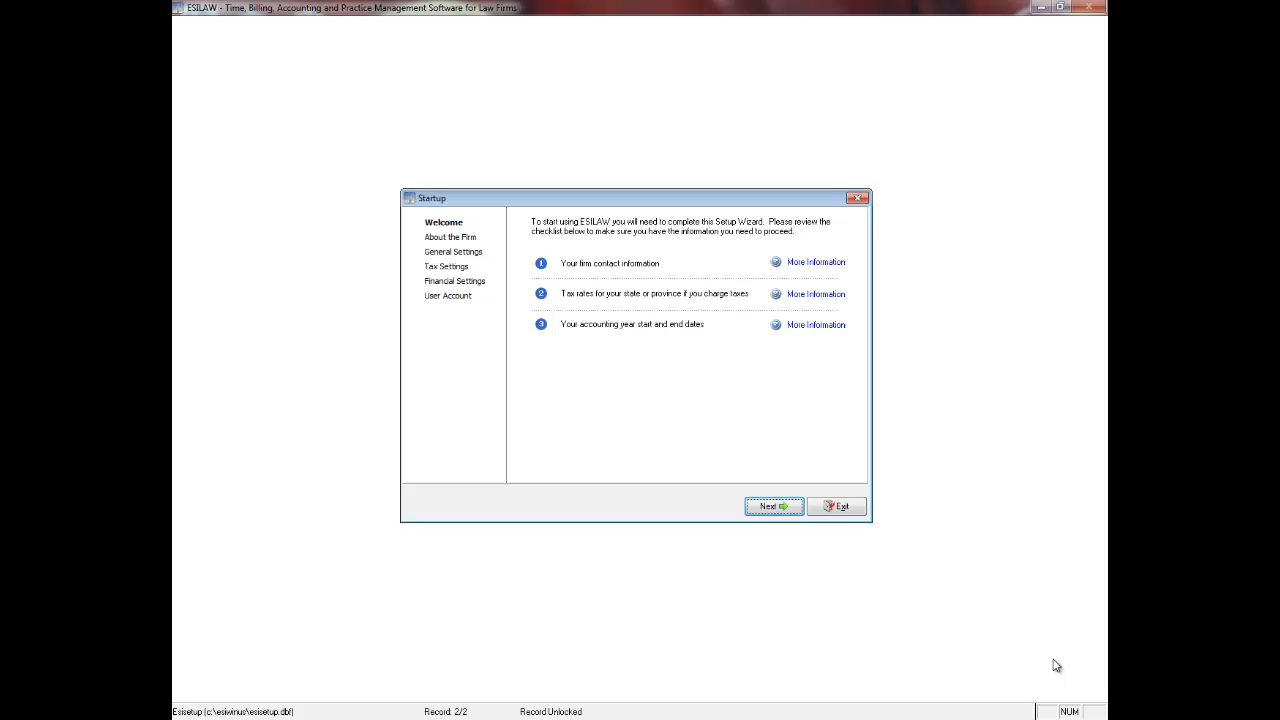 ESILAW - Time, Billing, Accounting and Practice Management Software for Law Firms
Startup
Welcome
About the Firm
General Settings
Tax Settings
Financial Settings
User Account
To start using ESILAW you will need to complete this Setup Wizard. Please review the
checklist below to make sure you have the information you need to proceed.
1 Your firm contact information More Information
2 Tax rates for your state or province if you charge taxes More Information
3 Your accounting year start and end dates More Information
Next Exit
Esisetup (c:\esiwinus\esisetup.dbf) Record: 2/2 Record Unlocked NUM